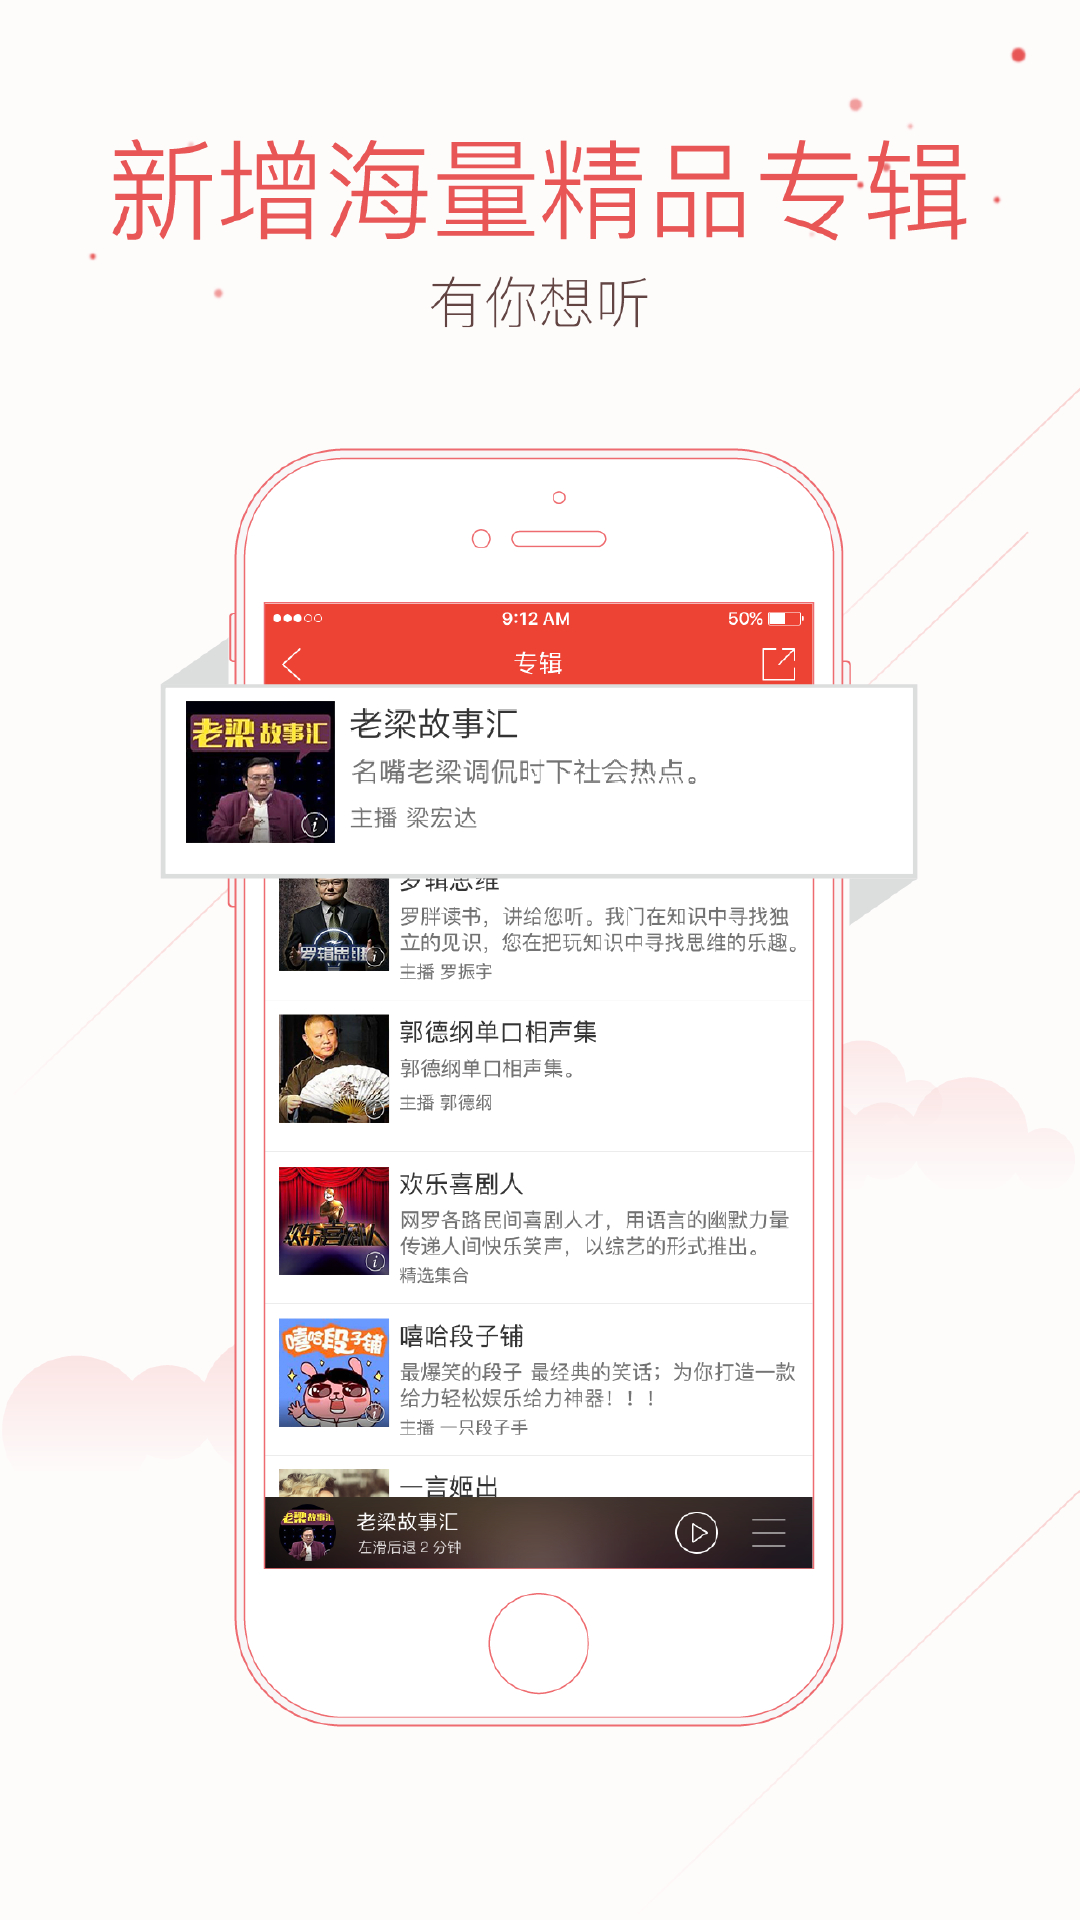 新增海量精品专辑
有你想听
9:12 AM
50%
专辑
老梁故事汇
老梁故事汇
名嘴老梁调侃时下社会热点。
主播 梁宏达
罗辑思维
罗辑思维
罗胖读书，讲给您听。我门在知识中寻找独
立的见识，您在把玩知识中寻找思维的乐趣。
主播 罗振宇
郭德纲单口相声集
郭德纲单口相声集。
主播 郭德纲
欢乐喜剧人
欢乐喜剧人
网罗各路民间喜剧人才，用语言的幽默力量
传递人间快乐笑声，以综艺的形式推出。
精选集合
嘻哈段子铺
嘻哈段子铺
最爆笑的段子 最经典的笑话；为你打造一款
给力轻松娱乐给力神器！！！
主播 一只段子手
一言姬出
老梁故事汇
老梁故事汇
左滑后退 2 分钟